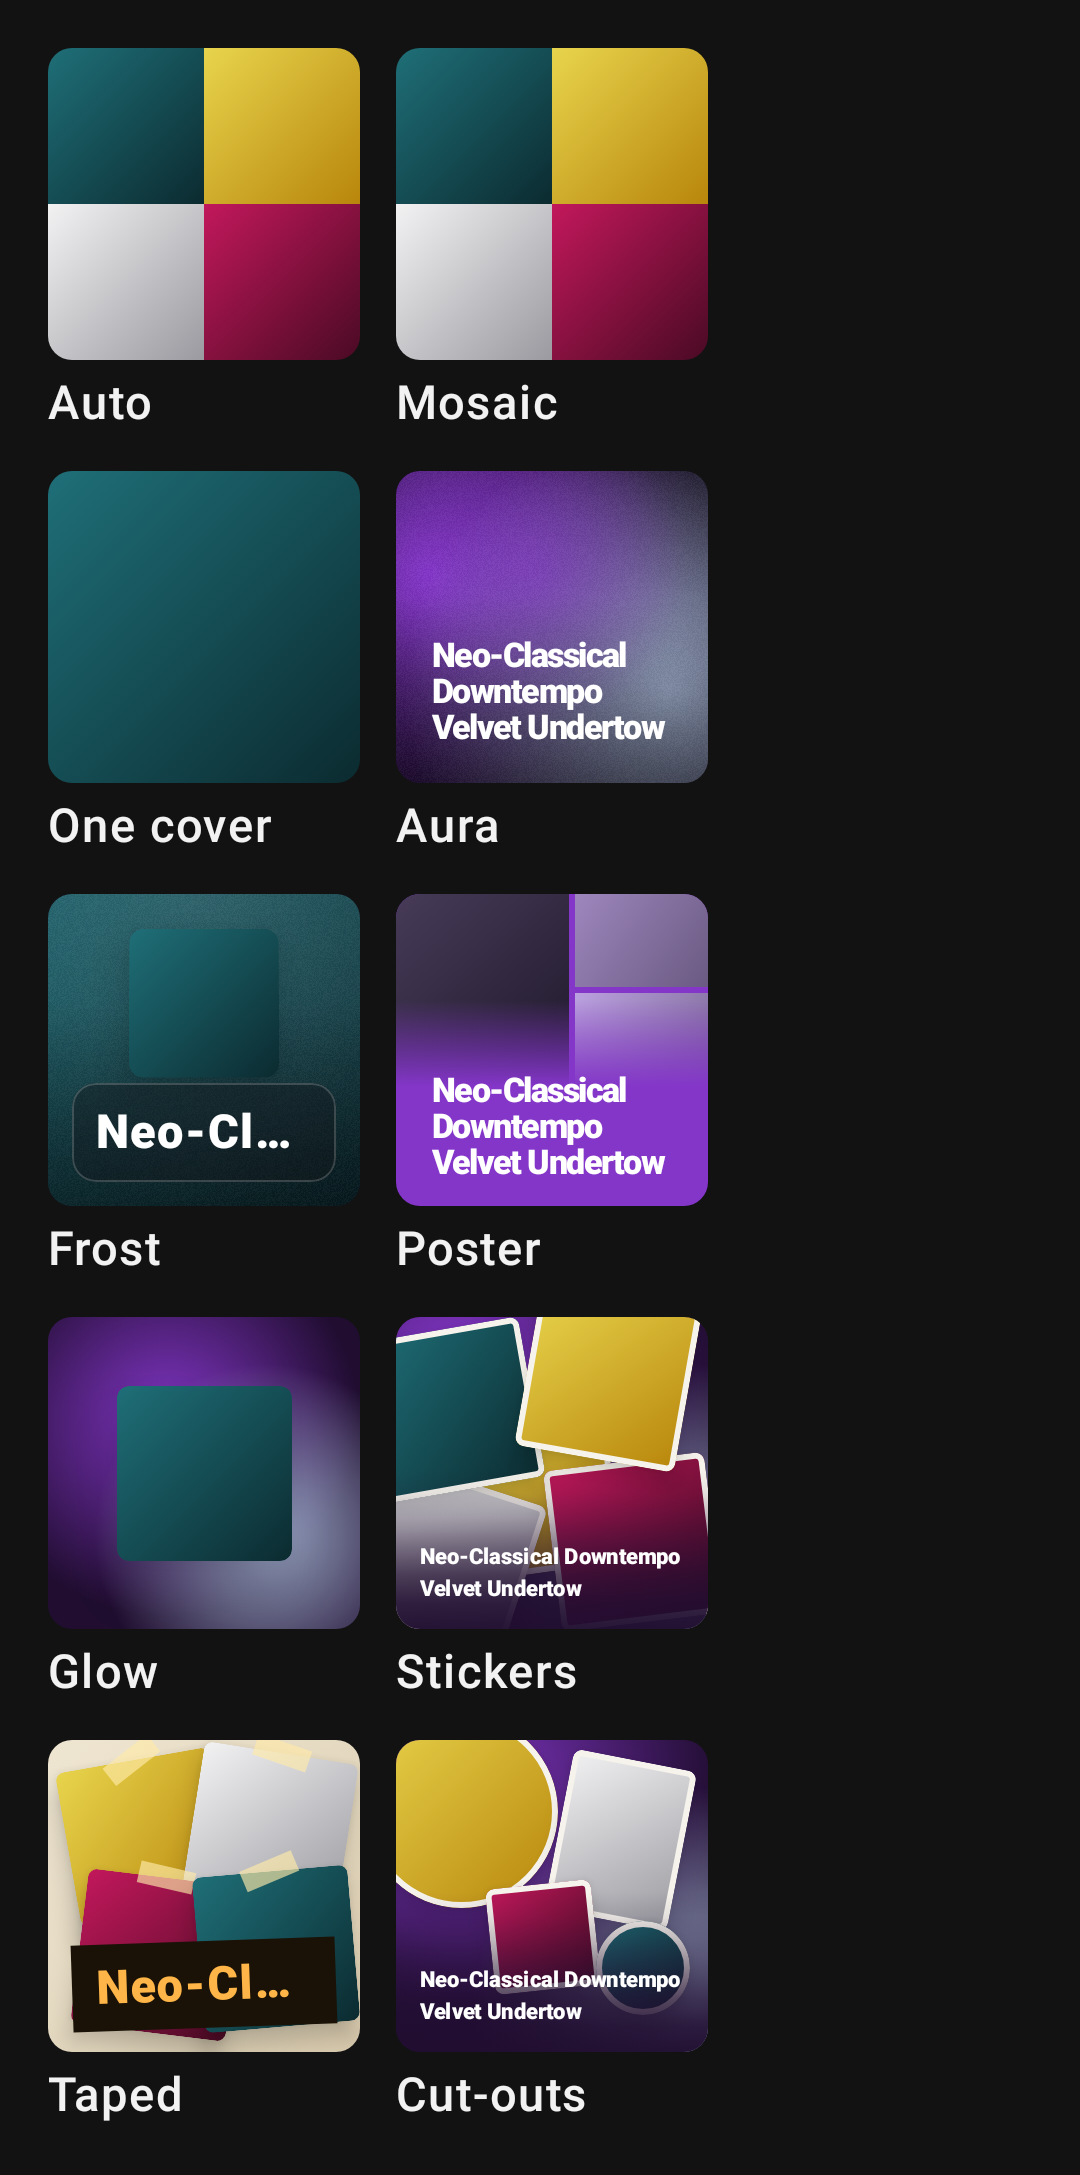 Auto
Mosaic
Neo-Classical
Downtempo
Velvet Undertow
One cover
Aura
Neo-Cl…
Neo-Classical
Downtempo
Velvet Undertow
Frost
Poster
Neo-Classical Downtempo
Velvet Undertow
Glow
Stickers
Neo-Cl…
Neo-Classical Downtempo
Velvet Undertow
Taped
Cut-outs